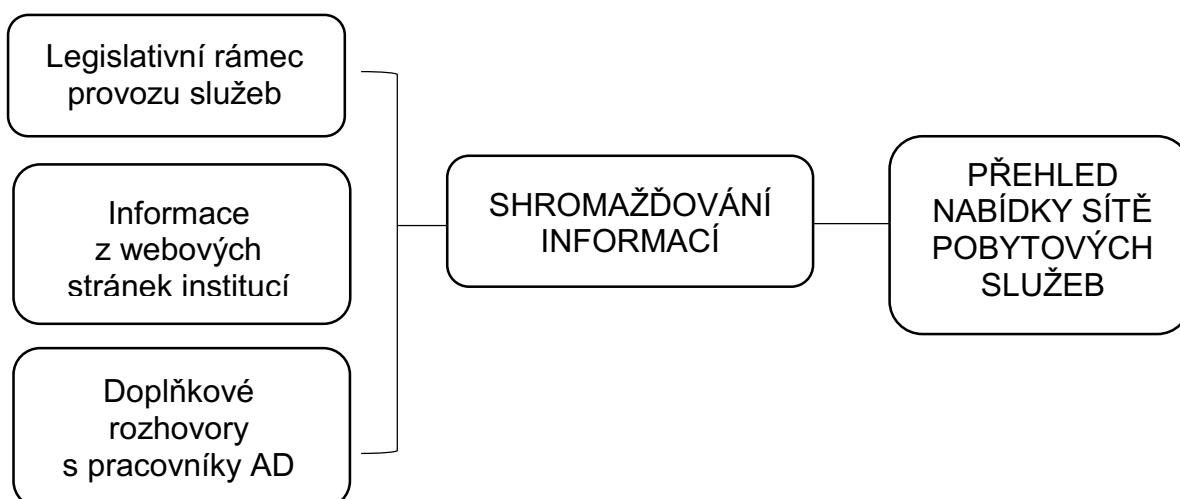 Legislativní rámec
provozu služeb
Informace
z webových
stránek institucí
Doplňkové
rozhovory
s pracovníky AD
SHROMAŽĎOVÁNÍ
INFORMACÍ
PŘEHLED
NABÍDKY SÍTĚ
POBYTOVÝCH
SLUŽEB